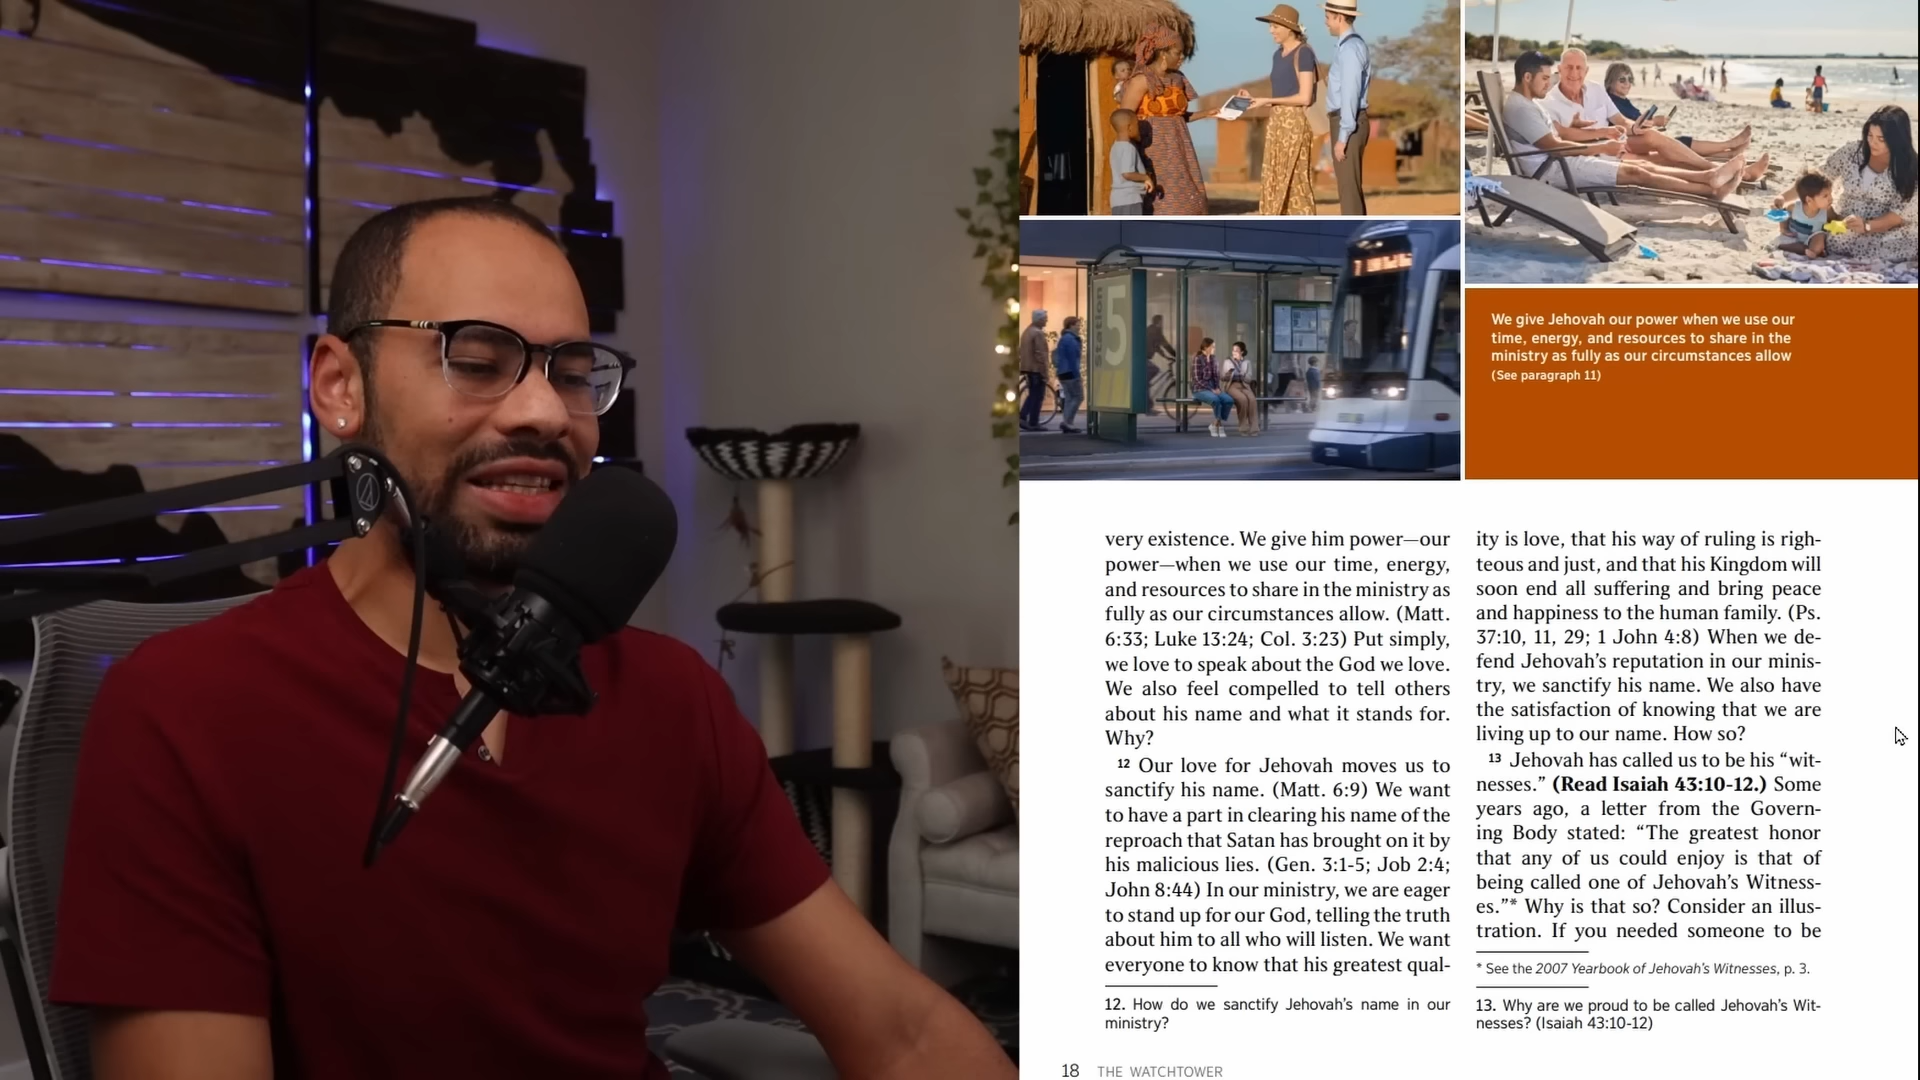 station
5
We give Jehovah our power when we use our
time, energy, and resources to share in the
ministry as fully as our circumstances allow
(See paragraph 11)
very existence. We give him power—our
power—when we use our time, energy,
and resources to share in the ministry as
fully as our circumstances allow. (Matt.
6:33; Luke 13:24; Col. 3:23) Put simply,
we love to speak about the God we love.
We also feel compelled to tell others
about his name and what it stands for.
Why?
12 Our love for Jehovah moves us to
sanctify his name. (Matt. 6:9) We want
to have a part in clearing his name of the
reproach that Satan has brought on it by
his malicious lies. (Gen. 3:1-5; Job 2:4;
John 8:44) In our ministry, we are eager
to stand up for our God, telling the truth
about him to all who will listen. We want
everyone to know that his greatest qual-
12. How do we sanctify Jehovah's name in our
ministry?
ity is love, that his way of ruling is righ-
teous and just, and that his Kingdom will
soon end all suffering and bring peace
and happiness to the human family. (Ps.
37:10, 11, 29; 1 John 4:8) When we de-
fend Jehovah's reputation in our minis-
try, we sanctify his name. We also have
the satisfaction of knowing that we are
living up to our name. How so?
13 Jehovah has called us to be his “wit-
nesses.” (Read Isaiah 43:10-12.) Some
years ago, a letter from the Govern-
ing Body stated: “The greatest honor
that any of us could enjoy is that of
being called one of Jehovah's Witness-
es.”* Why is that so? Consider an illus-
tration. If you needed someone to be
* See the 2007 Yearbook of Jehovah's Witnesses, p. 3.
13. Why are we proud to be called Jehovah's Wit-
nesses? (Isaiah 43:10-12)
18 THE WATCHTOWER